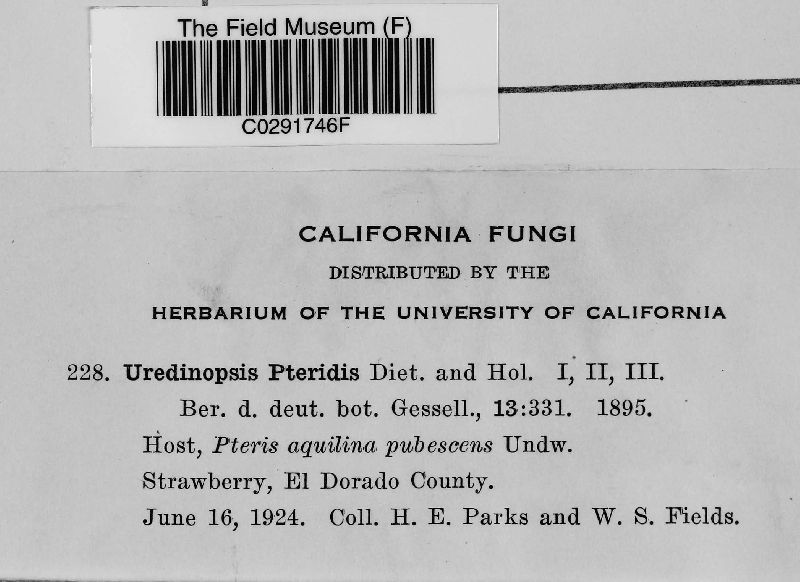 The Field Museum (F)
C0291746F
CALIFORNIA FUNGI
DISTRIBUTED BY THE
HERBARIUM OF THE UNIVERSITY OF CALIFORNIA
228. Uredinopsis Pteridis Diet. and Hol. I, II, III.
Ber. d. deut. bot. Gessell., 13:331. 1895.
Host, Pteris aquilina pubescens Undw.
Strawberry, El Dorado County.
June 16, 1924. Coll. H. E. Parks and W. S. Fields.